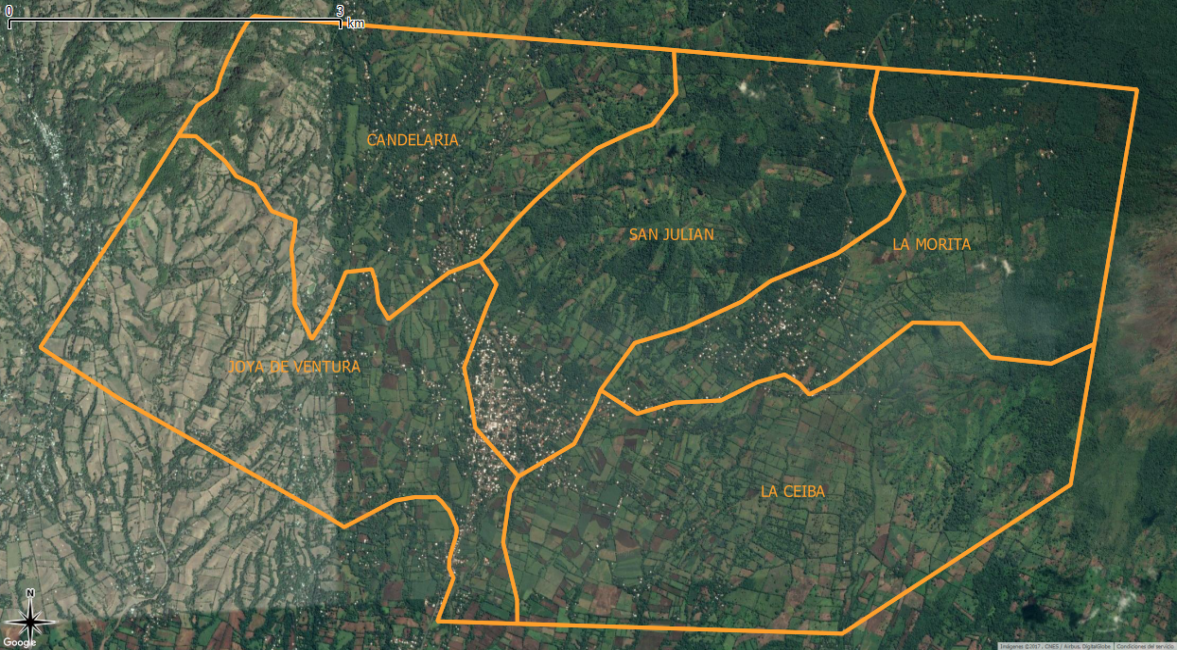 0 3
km
CANDELARIA
SAN JULIAN
LA MORITA
JOYA DE VENTURA
LA CEIBA
N
Google
Imágenes ©2017, CNES / Airbus, DigitalGlobe Condiciones del servicio